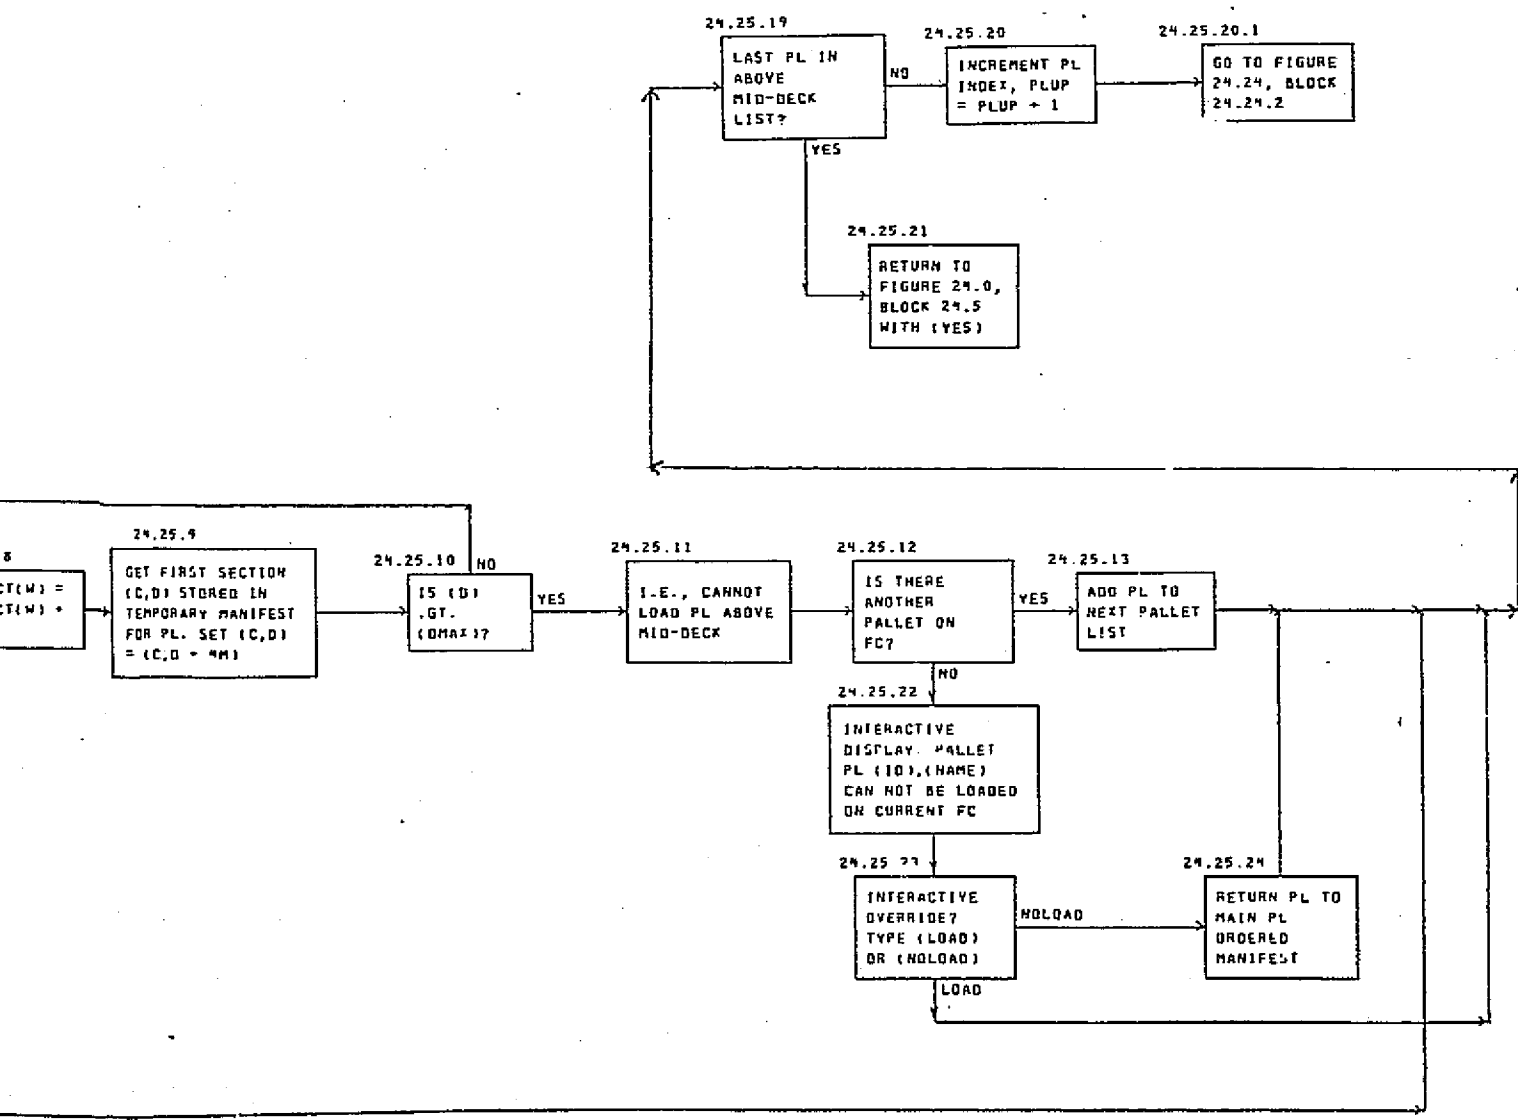 24.25.19
LAST PL IN
ABOVE
MID-DECK
LIST?
NO
YES
24.25.20
INCREMENT PL
INDEX, PLUP
= PLUP + 1
24.25.20.1
GO TO FIGURE
24.24, BLOCK
24.24.2
24.25.21
RETURN TO
FIGURE 24.0,
BLOCK 24.5
WITH (YES)
8
CT(W) =
CT(W) +
24.25.9
GET FIRST SECTION
(C,D) STORED IN
TEMPORARY MANIFEST
FOR PL. SET (C,D)
= (C,D + 4M)
24.25.10
NO
IS (D)
.GT.
(DMAX)?
YES
24.25.11
I.E., CANNOT
LOAD PL ABOVE
MID-DECK
24.25.12
IS THERE
ANOTHER
PALLET ON
FC?
YES
NO
24.25.13
ADD PL TO
NEXT PALLET
LIST
24.25.22
INTERACTIVE
DISPLAY. PALLET
PL (ID),(NAME)
CAN NOT BE LOADED
ON CURRENT FC
24.25
INTERACTIVE
OVERRIDE?
TYPE (LOAD)
OR (NOLOAD)
NOLOAD
LOAD
24.25.24
RETURN PL TO
MAIN PL
ORDERED
MANIFEST